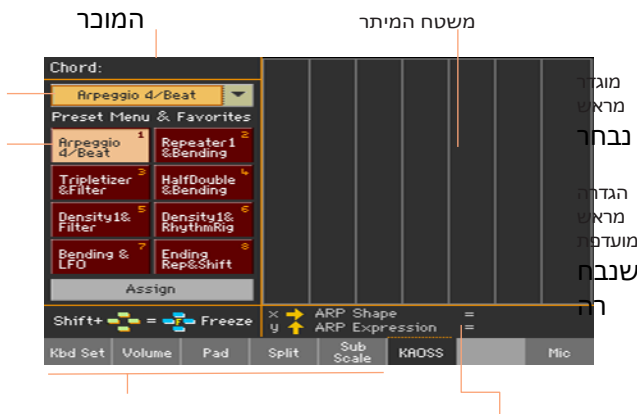 המוכר
משטח המיתר
Chord:
Arpeggio 4/Beat
Preset Menu & Favorites
Arpeggio 4/Beat 1
Repeater1 &Bending 2
Tripletizer &Filter 3
HalfDouble &Bending 4
Density1& Filter 5
Density1& RhythmRig 6
Bending & LFO 7
Ending Rep&Shift 8
Assign
Shift+ = F Freeze
x ARP Shape =
y ARP Expression =
Kbd Set Volume Pad Split Sub Scale KAOSS Mic
מוגדר
מראש
נבחר
הגדרה
מראש
מועדפת
שנבח
רה